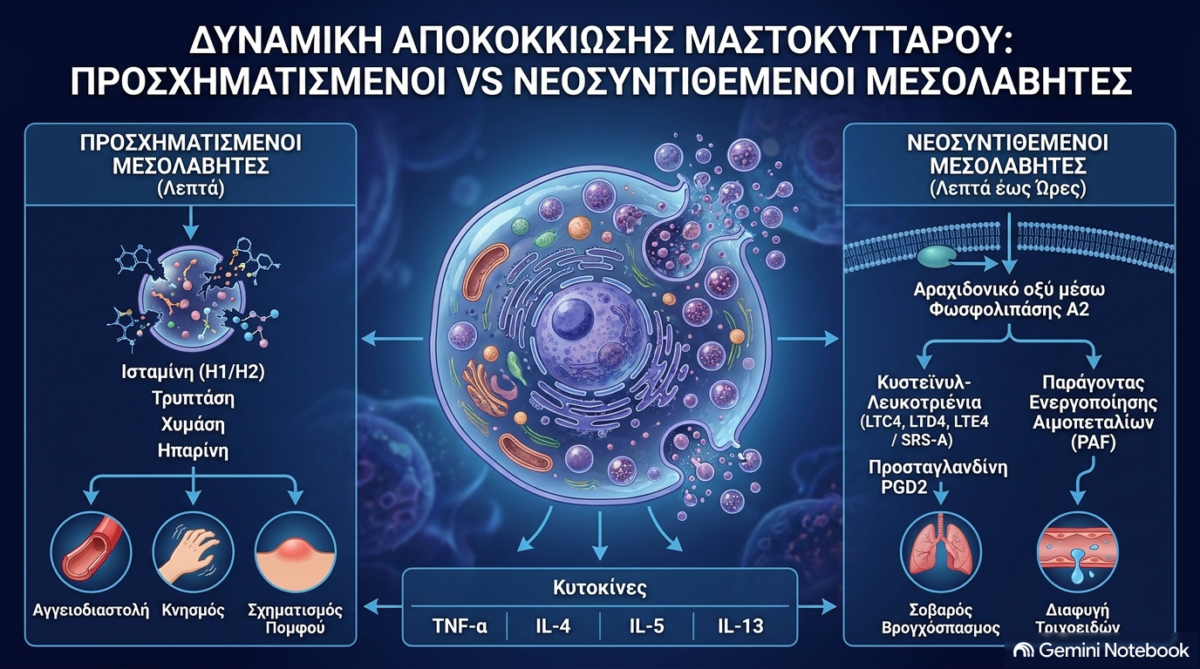 ΔΥΝΑΜΙΚΗ ΑΠΟΚΟΚΚΙΩΣΗΣ ΜΑΣΤΟΚΥΤΤΑΡΟΥ:
ΠΡΟΣΧΗΜΑΤΙΣΜΕΝΟΙ VS ΝΕΟΣΥΝΤΙΘΕΜΕΝΟΙ ΜΕΣΟΛΑΒΗΤΕΣ
ΠΡΟΣΧΗΜΑΤΙΣΜΕΝΟΙ
ΜΕΣΟΛΑΒΗΤΕΣ
(Λεπτά)
Ισταμίνη (H1/H2)
Τρυπτάση
Χυμάση
Ηπαρίνη
Αγγειοδιαστολή
Κνησμός
Σχηματισμός
Πομφού
Κυτοκίνες
TNF-α
IL-4
IL-5
IL-13
ΝΕΟΣΥΝΤΙΘΕΜΕΝΟΙ
ΜΕΣΟΛΑΒΗΤΕΣ
(Λεπτά έως Ώρες)
Αραχιδονικό οξύ μέσω
Φωσφολιπάσης Α2
Κυστεϊνυλ-
Λευκοτριένια
(LTC4, LTD4, LTE4
/ SRS-A)
Προσταγλανδίνη
PGD2
Παράγοντας
Ενεργοποίησης
Αιμοπεταλίων
(PAF)
Σοβαρός
Βρογχόσπασμος
Διαφυγή
Τριχοειδών
Gemini Notebook